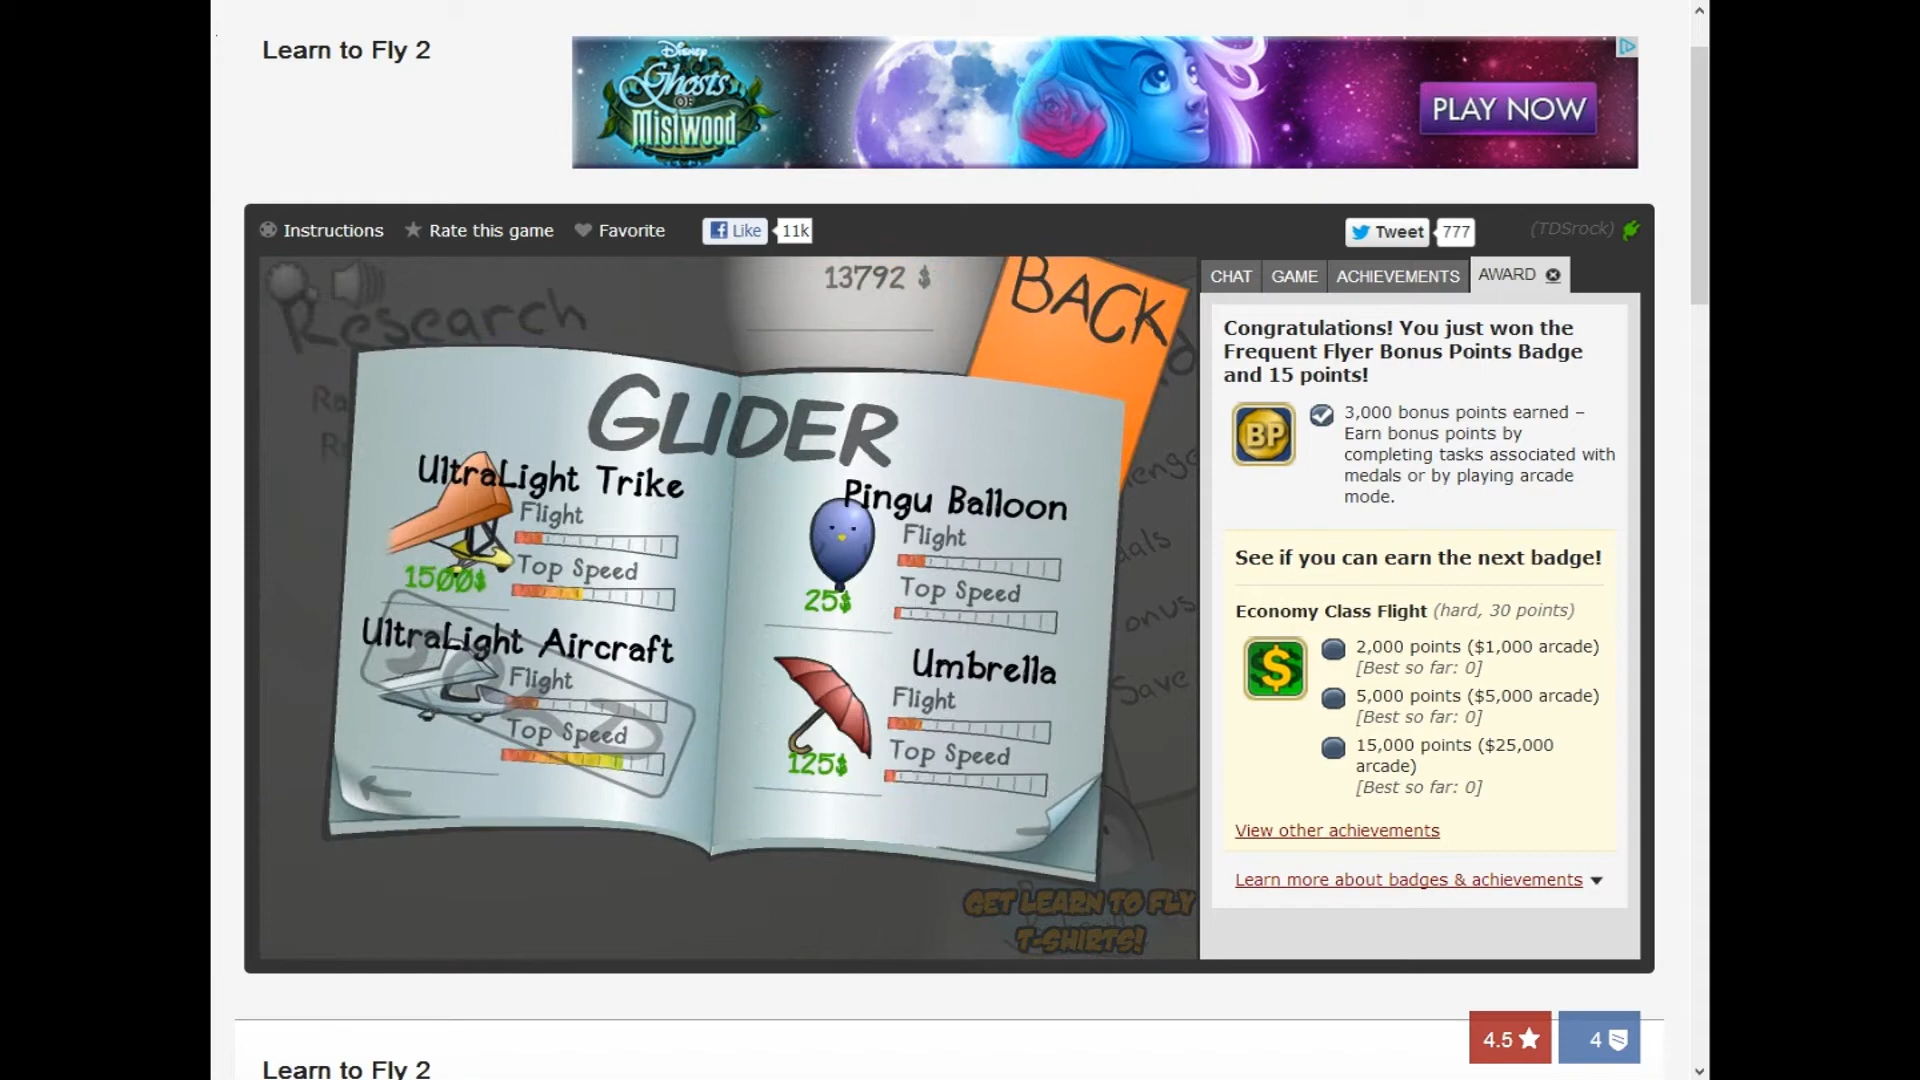 Learn to Fly 2
Disney
Ghosts
OF
Mistwood
PLAY NOW
Instructions
Rate this game
Favorite
Like
11k
Tweet
777
(TDSrock)
13792 $
BACK
Research
CHAT
GAME
ACHIEVEMENTS
AWARD
GLIDER
UltraLight Trike
Flight
1500$
Top Speed
Pingu Balloon
Flight
25$
Top Speed
UltraLight Aircraft
SOLD
Flight
Top Speed
Umbrella
Flight
125$
Top Speed
Save
GET LEARN TO FLY
T-SHIRTS!
Congratulations! You just won the
Frequent Flyer Bonus Points Badge
and 15 points!
BP
3,000 bonus points earned –
Earn bonus points by
completing tasks associated with
medals or by playing arcade
mode.
See if you can earn the next badge!
Economy Class Flight (hard, 30 points)
$
2,000 points ($1,000 arcade)
[Best so far: 0]
5,000 points ($5,000 arcade)
[Best so far: 0]
15,000 points ($25,000
arcade)
[Best so far: 0]
View other achievements
Learn more about badges & achievements
4.5
4
Learn to Fly 2